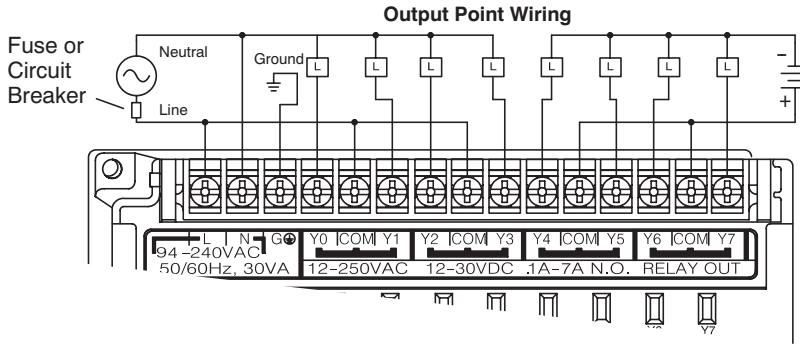 Output Point Wiring
Fuse or
Circuit
Breaker
Neutral
Line
Ground
L L L L L L L L
−
+
L N G
94–240VAC
50/60Hz, 30VA
Y0 COM Y1 Y2 COM Y3 Y4 COM Y5 Y6 COM Y7
12–250VAC 12–30VDC .1A–7A N.O. RELAY OUT
Y7